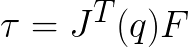 τ = J^T(q)F